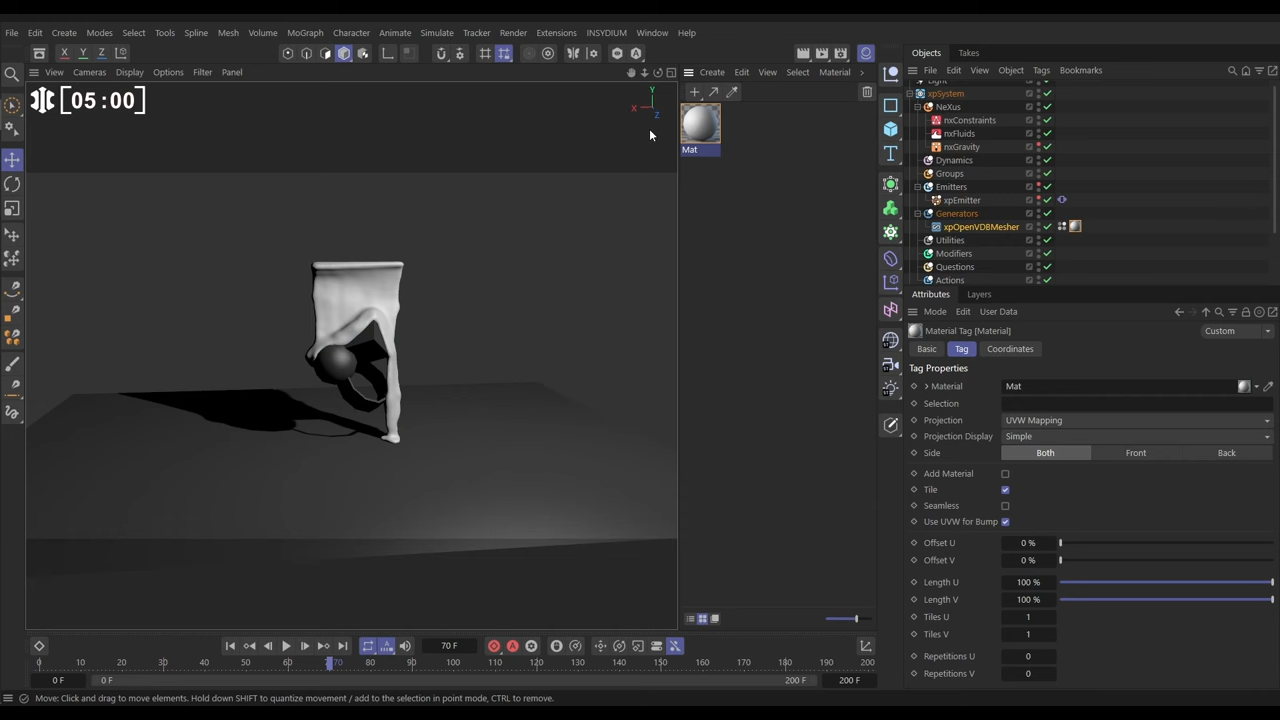 File Edit Create Modes Select Tools Spline Mesh Volume MoGraph Character Animate Simulate Tracker Render Extensions INSYDIUM Window Help
X Y Z
View Cameras Display Options Filter Panel
[05:00]
Y
X
Z
Create Edit View Select Material
Mat
Objects Takes
File Edit View Object Tags Bookmarks
xpSystem
NeXus
nxConstraints
nxFluids
nxGravity
Dynamics
Groups
Emitters
xpEmitter
Generators
xpOpenVDBMesher
Utilities
Modifiers
Questions
Actions
Attributes Layers
Mode Edit User Data
Material Tag [Material] Custom
Basic Tag Coordinates
Tag Properties
Material Mat
Selection
Projection UVW Mapping
Projection Display Simple
Side Both Front Back
Add Material
Tile
Seamless
Use UVW for Bump
Offset U 0 %
Offset V 0 %
Length U 100 %
Length V 100 %
Tiles U 1
Tiles V 1
Repetitions U 0
Repetitions V 0
70 F
0 10 20 30 40 50 60 70 80 90 100 110 120 130 140 150 160 170 180 190 200
0 F 0 F 200 F 200 F
Move: Click and drag to move elements. Hold down SHIFT to quantize movement / add to the selection in point mode, CTRL to remove.